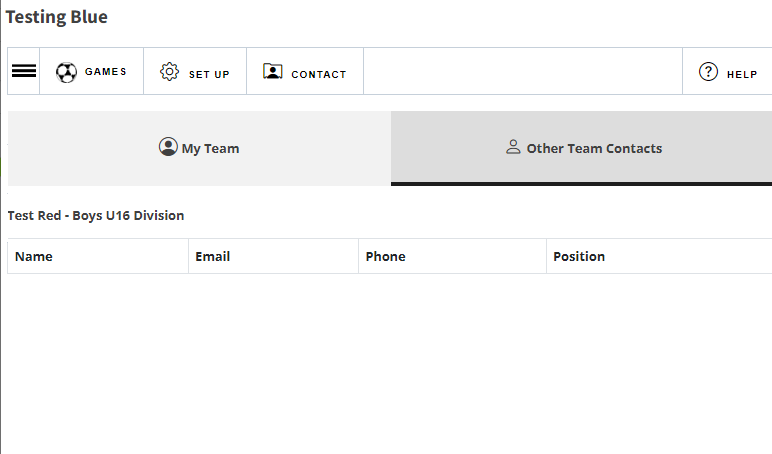 Testing Blue
GAMES SET UP CONTACT HELP
My Team Other Team Contacts
Test Red - Boys U16 Division
Name Email Phone Position